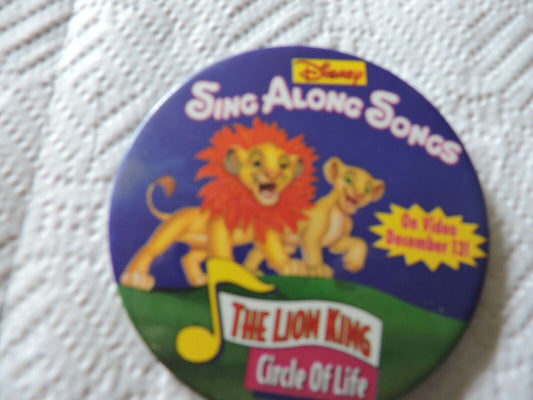 Disney
Sing Along Songs
On Video
December 13!
The Lion King
Circle Of Life